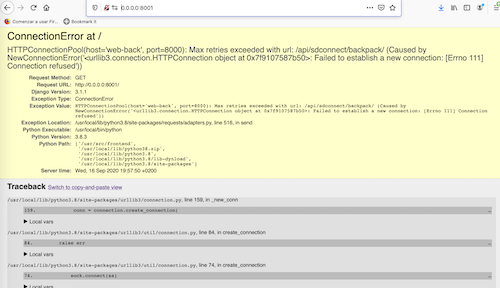 0.0.0.0:8001
Comenzar a usar Fir...
Bookmark it
ConnectionError at /
HTTPConnectionPool(host='web-back', port=8000): Max retries exceeded with url: /api/sdconnect/backpack/ (Caused by
NewConnectionError('<urllib3.connection.HTTPConnection object at 0x7f9107587b50>: Failed to establish a new connection: [Errno 111]
Connection refused'))
Request Method: GET
Request URL: http://0.0.0.0:8001/
Django Version: 3.1.1
Exception Type: ConnectionError
Exception Value: HTTPConnectionPool(host='web-back', port=8000): Max retries exceeded with url: /api/sdconnect/backpack/ (Caused by
NewConnectionError('<urllib3.connection.HTTPConnection object at 0x7f9107587b50>: Failed to establish a new connection: [Errno 111] Connection
refused'))
Exception Location: /usr/local/lib/python3.8/site-packages/requests/adapters.py, line 516, in send
Python Executable: /usr/local/bin/python
Python Version: 3.8.3
Python Path: ['/usr/src/frontend',
'/usr/local/lib/python38.zip',
'/usr/local/lib/python3.8',
'/usr/local/lib/python3.8/lib-dynload',
'/usr/local/lib/python3.8/site-packages']
Server time: Wed, 16 Sep 2020 19:57:50 +0200
Traceback Switch to copy-and-paste view
/usr/local/lib/python3.8/site-packages/urllib3/connection.py, line 159, in _new_conn
159. conn = connection.create_connection( …
▶ Local vars
/usr/local/lib/python3.8/site-packages/urllib3/util/connection.py, line 84, in create_connection
84. raise err …
▶ Local vars
/usr/local/lib/python3.8/site-packages/urllib3/util/connection.py, line 74, in create_connection
74. sock.connect(sa) …
▶ Local vars